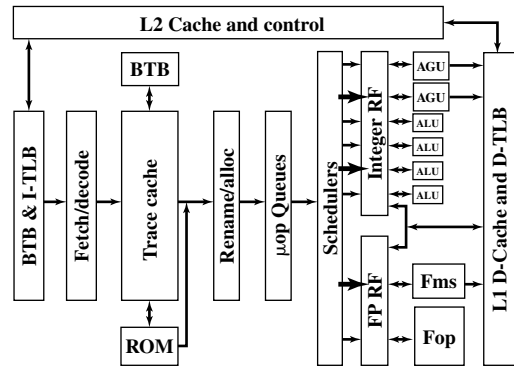 L2 Cache and control
BTB & I-TLB
Fetch/decode
BTB
Trace cache
ROM
Rename/alloc
μop Queues
Schedulers
Integer RF
FP RF
AGU
AGU
ALU
ALU
ALU
ALU
Fms
Fop
L1 D-Cache and D-TLB